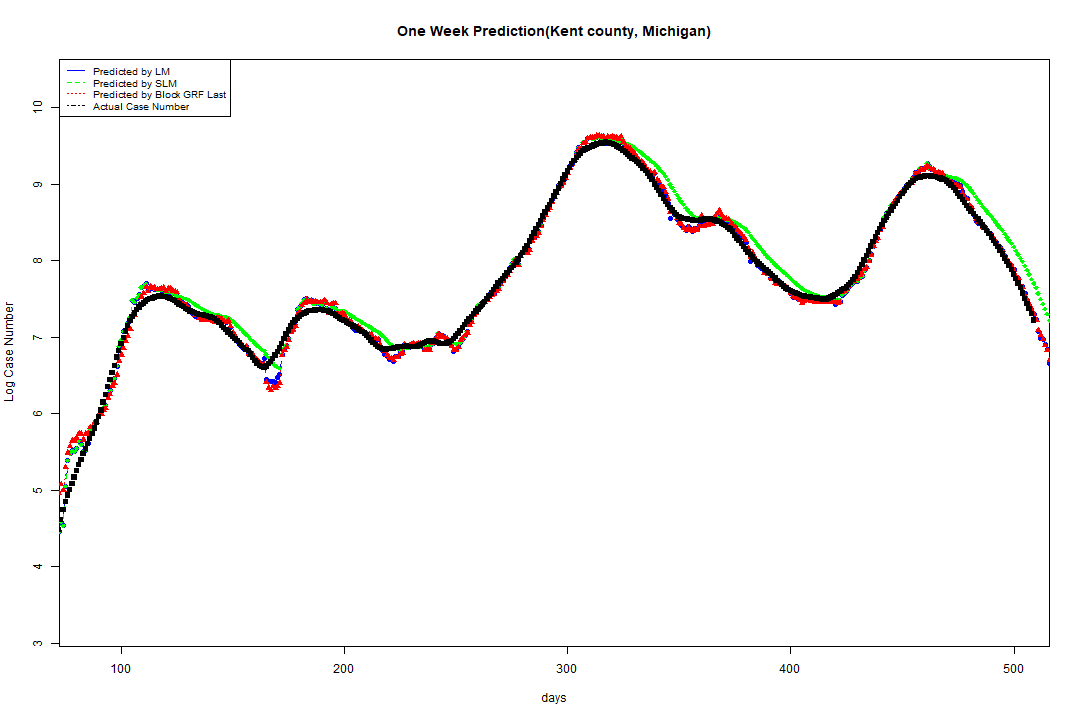 One Week Prediction(Kent county, Michigan)
Predicted by LM
Predicted by SLM
Predicted by Block GRF Last
Actual Case Number
10
9
8
7
6
5
4
3
Log Case Number
100 200 300 400 500
days